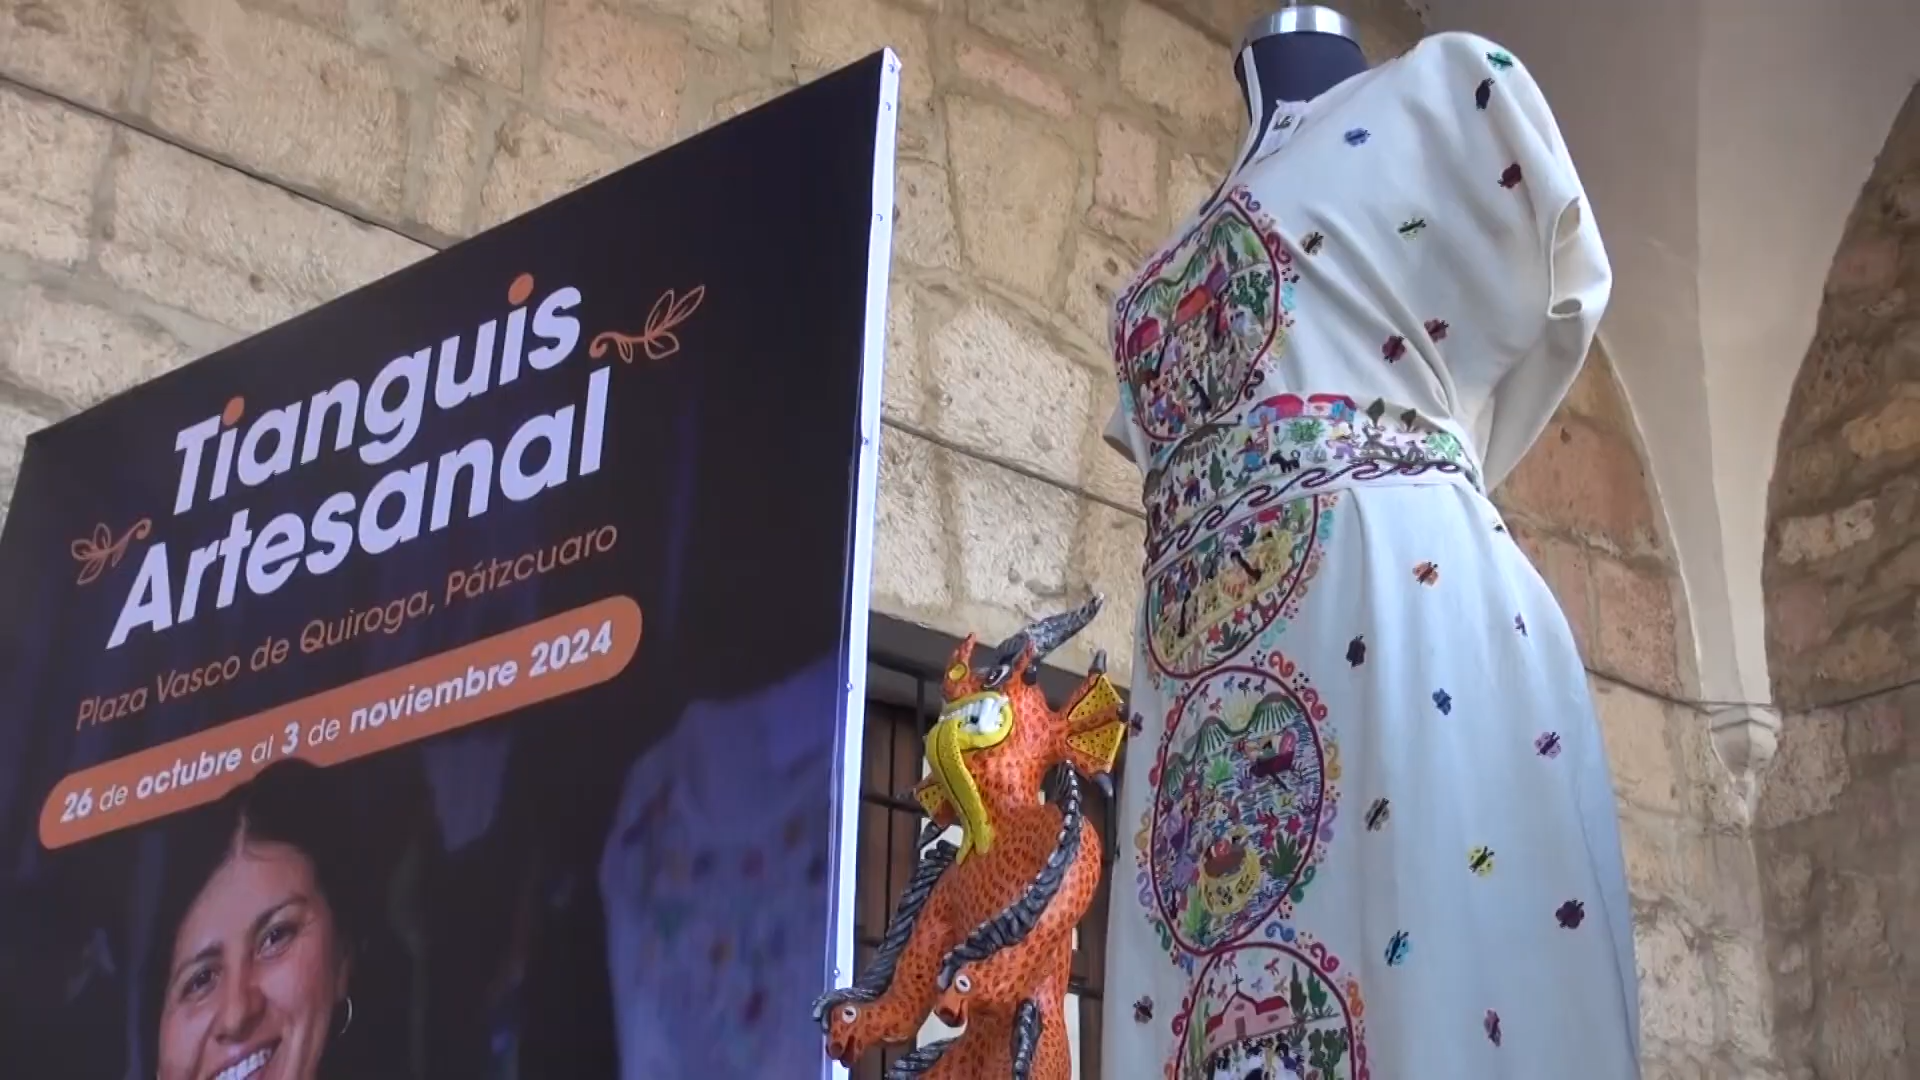 Tianguis
Artesanal
Plaza Vasco de Quiroga, Pátzcuaro
26 de octubre al 3 de noviembre 2024